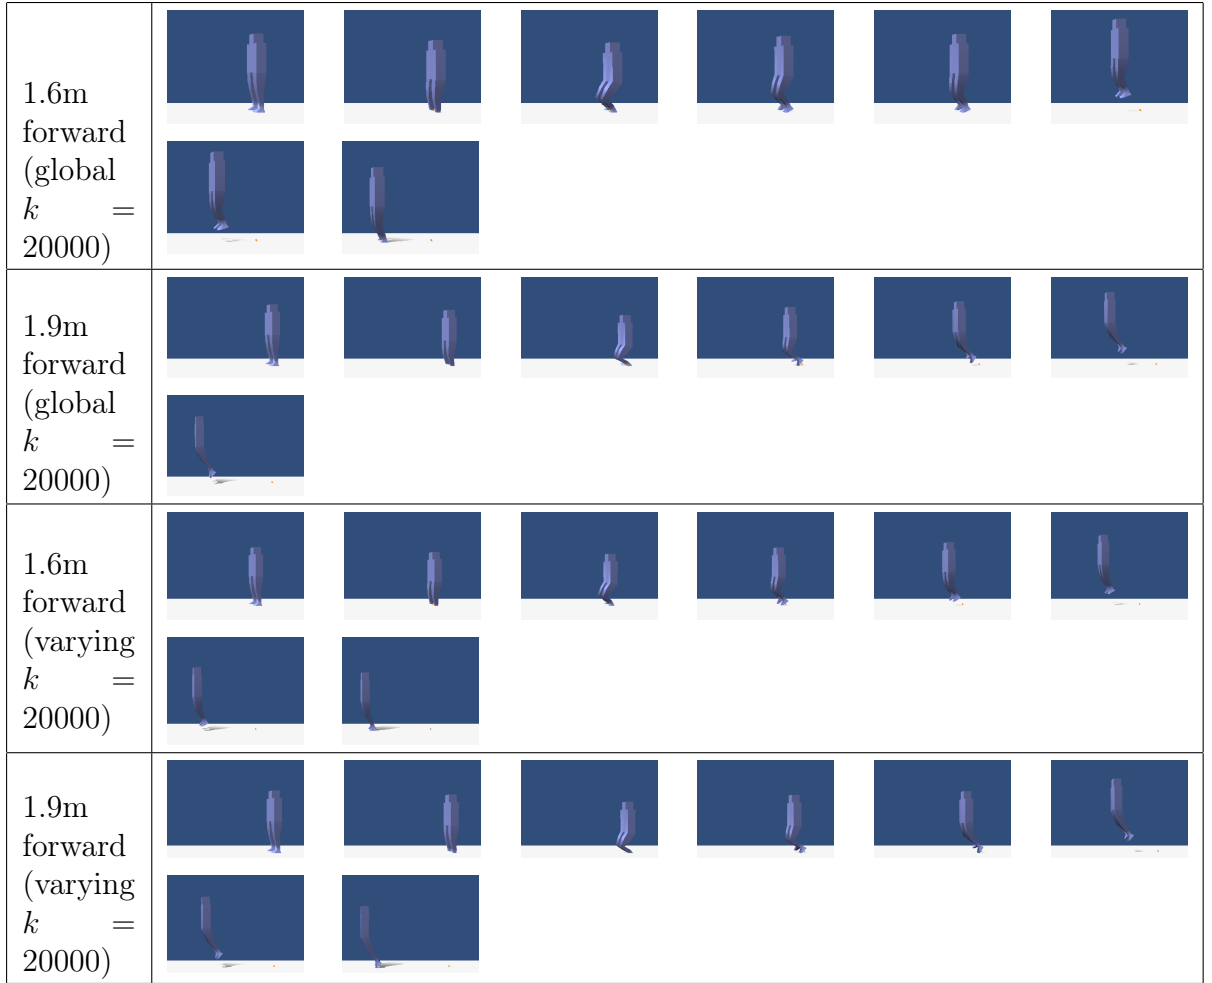 1.6m
forward
(global
k =
20000)
1.9m
forward
(global
k =
20000)
1.6m
forward
(varying
k =
20000)
1.9m
forward
(varying
k =
20000)